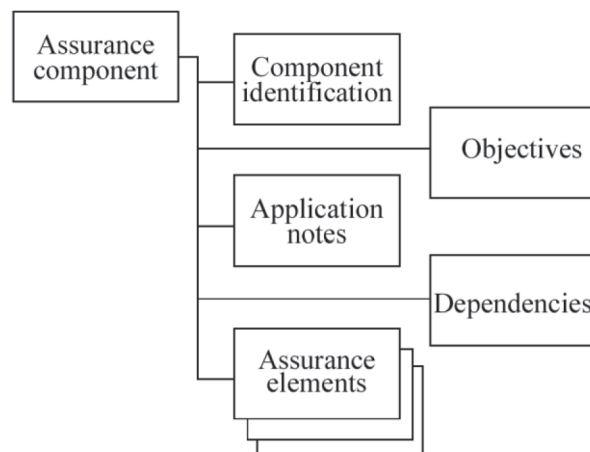 Assurance
component
Component
identification
Objectives
Application
notes
Dependencies
Assurance
elements